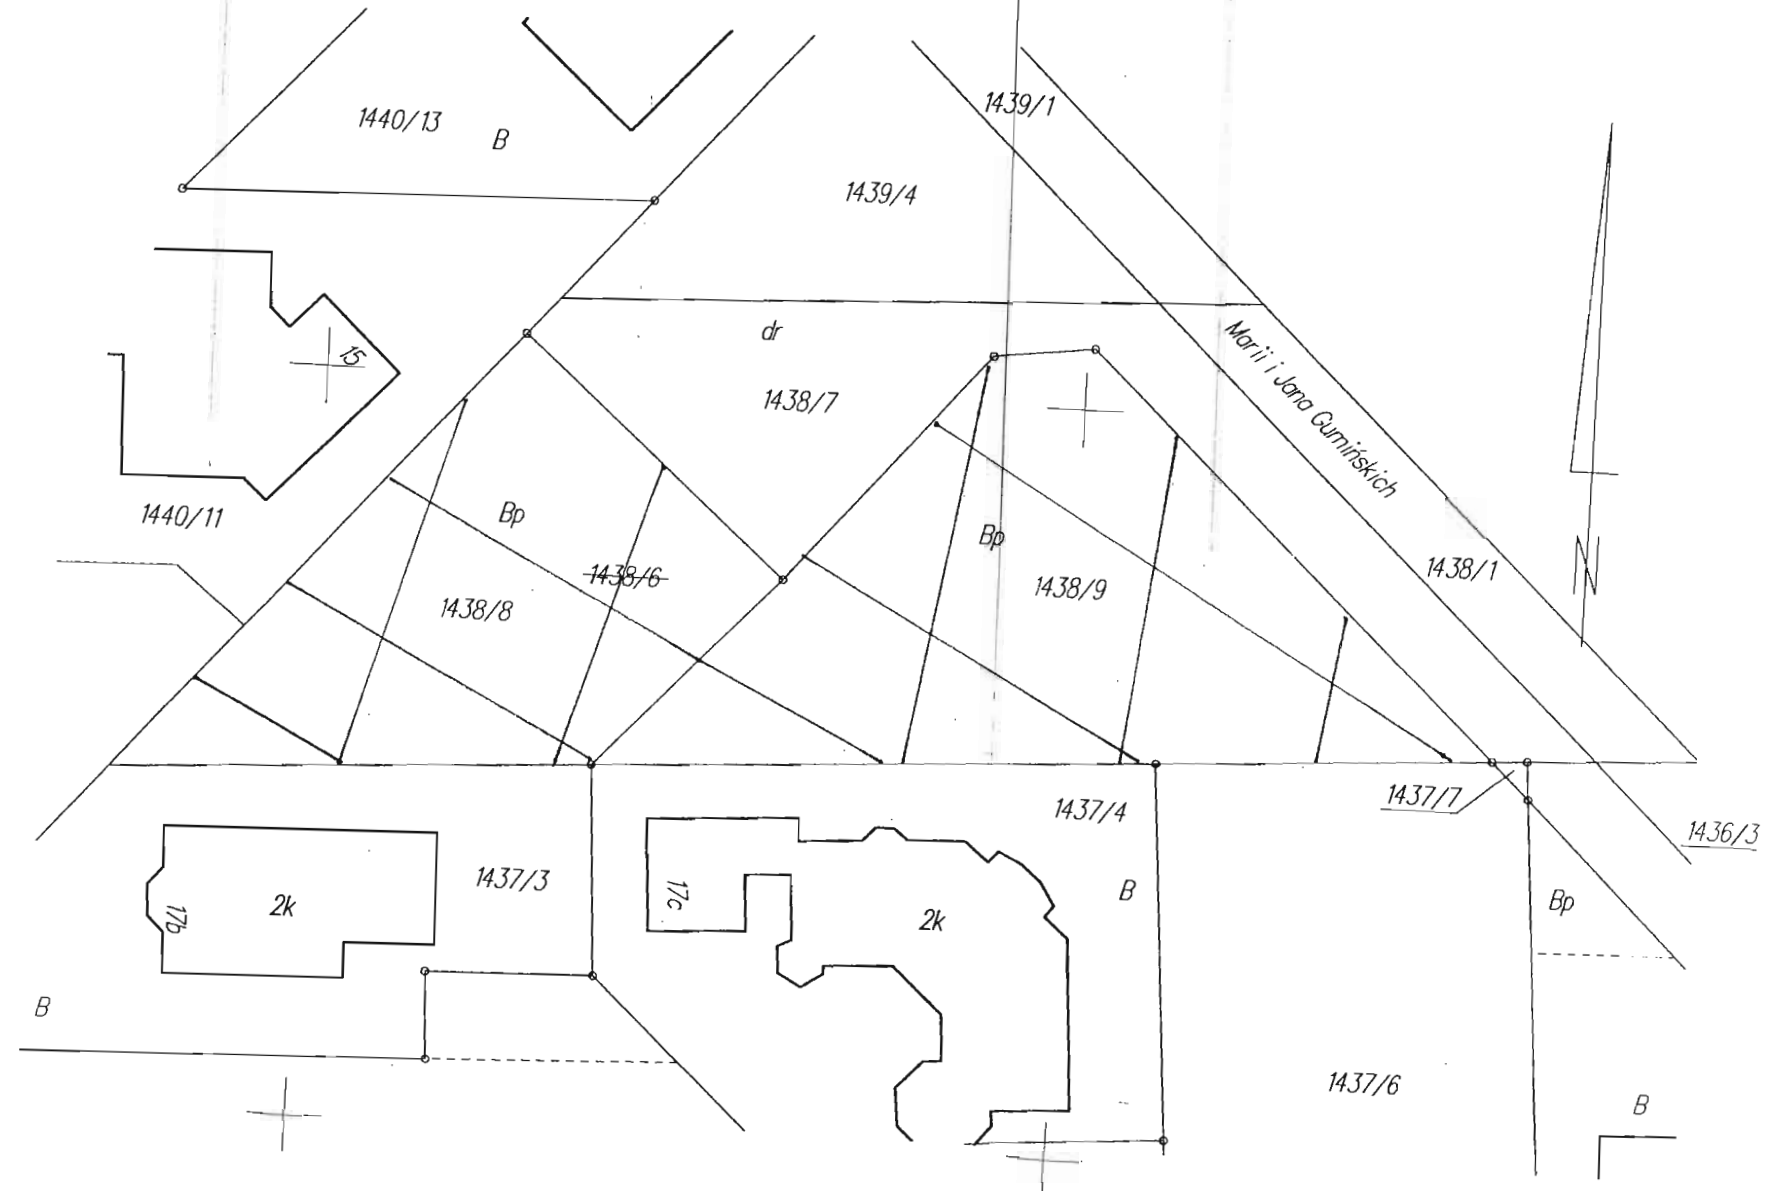 1439/1
1440/13
B
1439/4
dr
Marii i Jana Gumińskich
15
1438/7
1440/11
Bp
Bp
1438/6
1438/8
1438/9
1438/1
N
1437/7
1437/4
1436/3
1437/3
17c
B
Bp
17b
2k
2k
B
1437/6
B